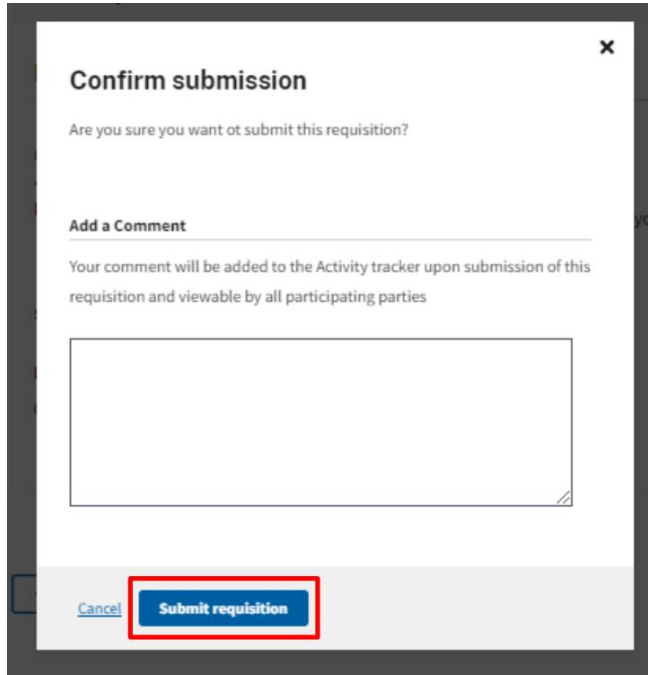 Confirm submission
Are you sure you want ot submit this requisition?
Add a Comment
Your comment will be added to the Activity tracker upon submission of this
requisition and viewable by all participating parties
Cancel
Submit requisition